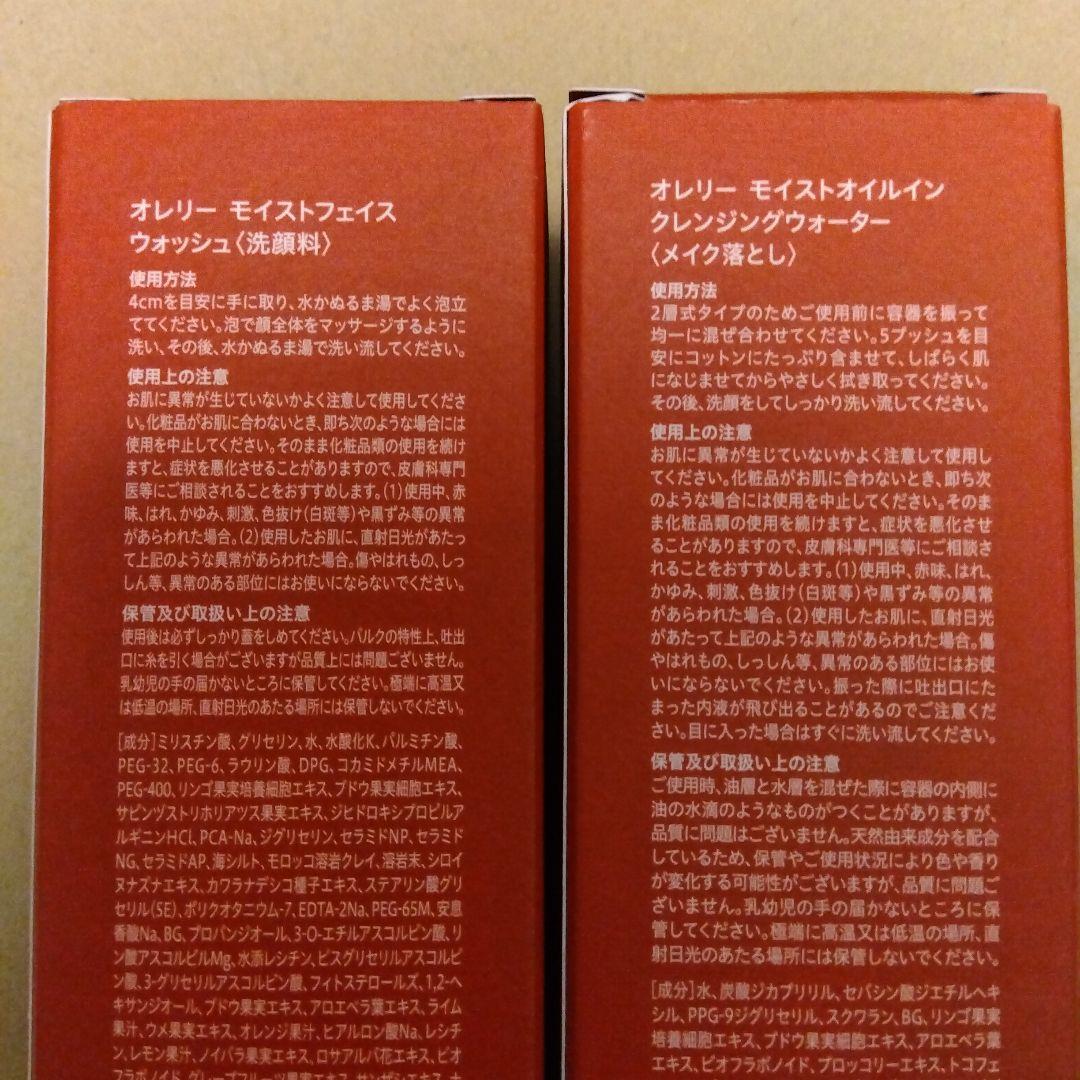 オレリー モイストフェイス
ウォッシュ〈洗顔料〉
使用方法
4cmを目安に手に取り、水かぬるま湯でよく泡立
ててください。泡で顔全体をマッサージするように
洗い、その後、水かぬるま湯で洗い流してください。
使用上の注意
お肌に異常が生じていないかよく注意して使用してくださ
い。化粧品がお肌に合わないとき、即ち次のような場合には
使用を中止してください。そのまま化粧品類の使用を続け
ますと、症状を悪化させることがありますので、皮膚科専門
医等にご相談されることをおすすめします。(1)使用中、赤
味、はれ、かゆみ、刺激、色抜け(白斑等)や黒ずみ等の異常
があらわれた場合。(2)使用したお肌に、直射日光があたっ
て上記のような異常があらわれた場合。傷やはれもの、しっ
しん等、異常のある部位にはお使いにならないでください。
保管及び取扱い上の注意
使用後は必ずしっかり蓋をしめてください。バルクの特性上、吐出
口に糸を引く場合がございますが品質上には問題ございません。
乳幼児の手の届かないところに保管してください。極端に高温又
は低温の場所、直射日光のあたる場所には保管しないでください。
[成分]ミリスチン酸、グリセリン、水、水酸化K、パルミチン酸、
PEG-32、PEG-6、ラウリン酸、DPG、コカミドメチルMEA、
PEG-400、リンゴ果実培養細胞エキス、ブドウ果実細胞エキス、
サピンヅストリホリアツス果実エキス、ジヒドロキシプロピルア
ルギニンHCl、PCA-Na、ジグリセリン、セラミドNP、セラミド
NG、セラミドAP、海シルト、モロッコ溶岩クレイ、溶岩末、シロイ
ヌナズナエキス、カワラナデシコ種子エキス、ステアリン酸グリ
セリル(SE)、ポリクオタニウム-7、EDTA-2Na、PEG-65M、安息
香酸Na、BG、プロパンジオール、3-O-エチルアスコルビン酸、リ
ン酸アスコルビルMg、水添レシチン、ビスグリセリルアスコルビ
ン酸、3-グリセリルアスコルビン酸、フィトステロールズ、1,2-ヘ
キサンジオール、ブドウ果実エキス、アロエベラ葉エキス、ライム
果汁、ウメ果実エキス、オレンジ果汁、ヒアルロン酸Na、レシチ
ン、レモン果汁、ノイバラ果実エキス、ロサアルバ花エキス、ビオ
フラボノイド、グレープフルーツ果実エキス、サンザシエキス、
オレリー モイストオイルイン
クレンジングウォーター
〈メイク落とし〉
使用方法
2層式タイプのためご使用前に容器を振って
均一に混ぜ合わせてください。5プッシュを目
安にコットンにたっぷり含ませて、しばらく肌
になじませてからやさしく拭き取ってください。
その後、洗顔をしてしっかり洗い流してください。
使用上の注意
お肌に異常が生じていないかよく注意して使用し
てください。化粧品がお肌に合わないとき、即ち次
のような場合には使用を中止してください。そのま
ま化粧品類の使用を続けますと、症状を悪化させ
ることがありますので、皮膚科専門医等にご相談さ
れることをおすすめします。(1)使用中、赤味、はれ、
かゆみ、刺激、色抜け(白斑等)や黒ずみ等の異常
があらわれた場合。(2)使用したお肌に、直射日光
があたって上記のような異常があらわれた場合。傷
やはれもの、しっしん等、異常のある部位にはお使
いにならないでください。振った際に吐出口にた
まった内液が飛び出ることがあるのでご注意くだ
さい。目に入った場合はすぐに洗い流してください。
保管及び取扱い上の注意
ご使用時、油層と水層を混ぜた際に容器の内側に
油の水滴のようなものがつくことがありますが、
品質に問題はございません。天然由来成分を配合
しているため、保管やご使用状況により色や香り
が変化する可能性がございますが、品質に問題ご
ざいません。乳幼児の手の届かないところに保
管してください。極端に高温又は低温の場所、直
射日光のあたる場所には保管しないでください。
[成分]水、炭酸ジカプリリル、セバシン酸ジエチルヘキ
シル、PPG-9ジグリセリル、スクワラン、BG、リンゴ果実
培養細胞エキス、ブドウ果実細胞エキス、アロエベラ葉
エキス、ビオフラボノイド、ブロッコリーエキス、トコフェ